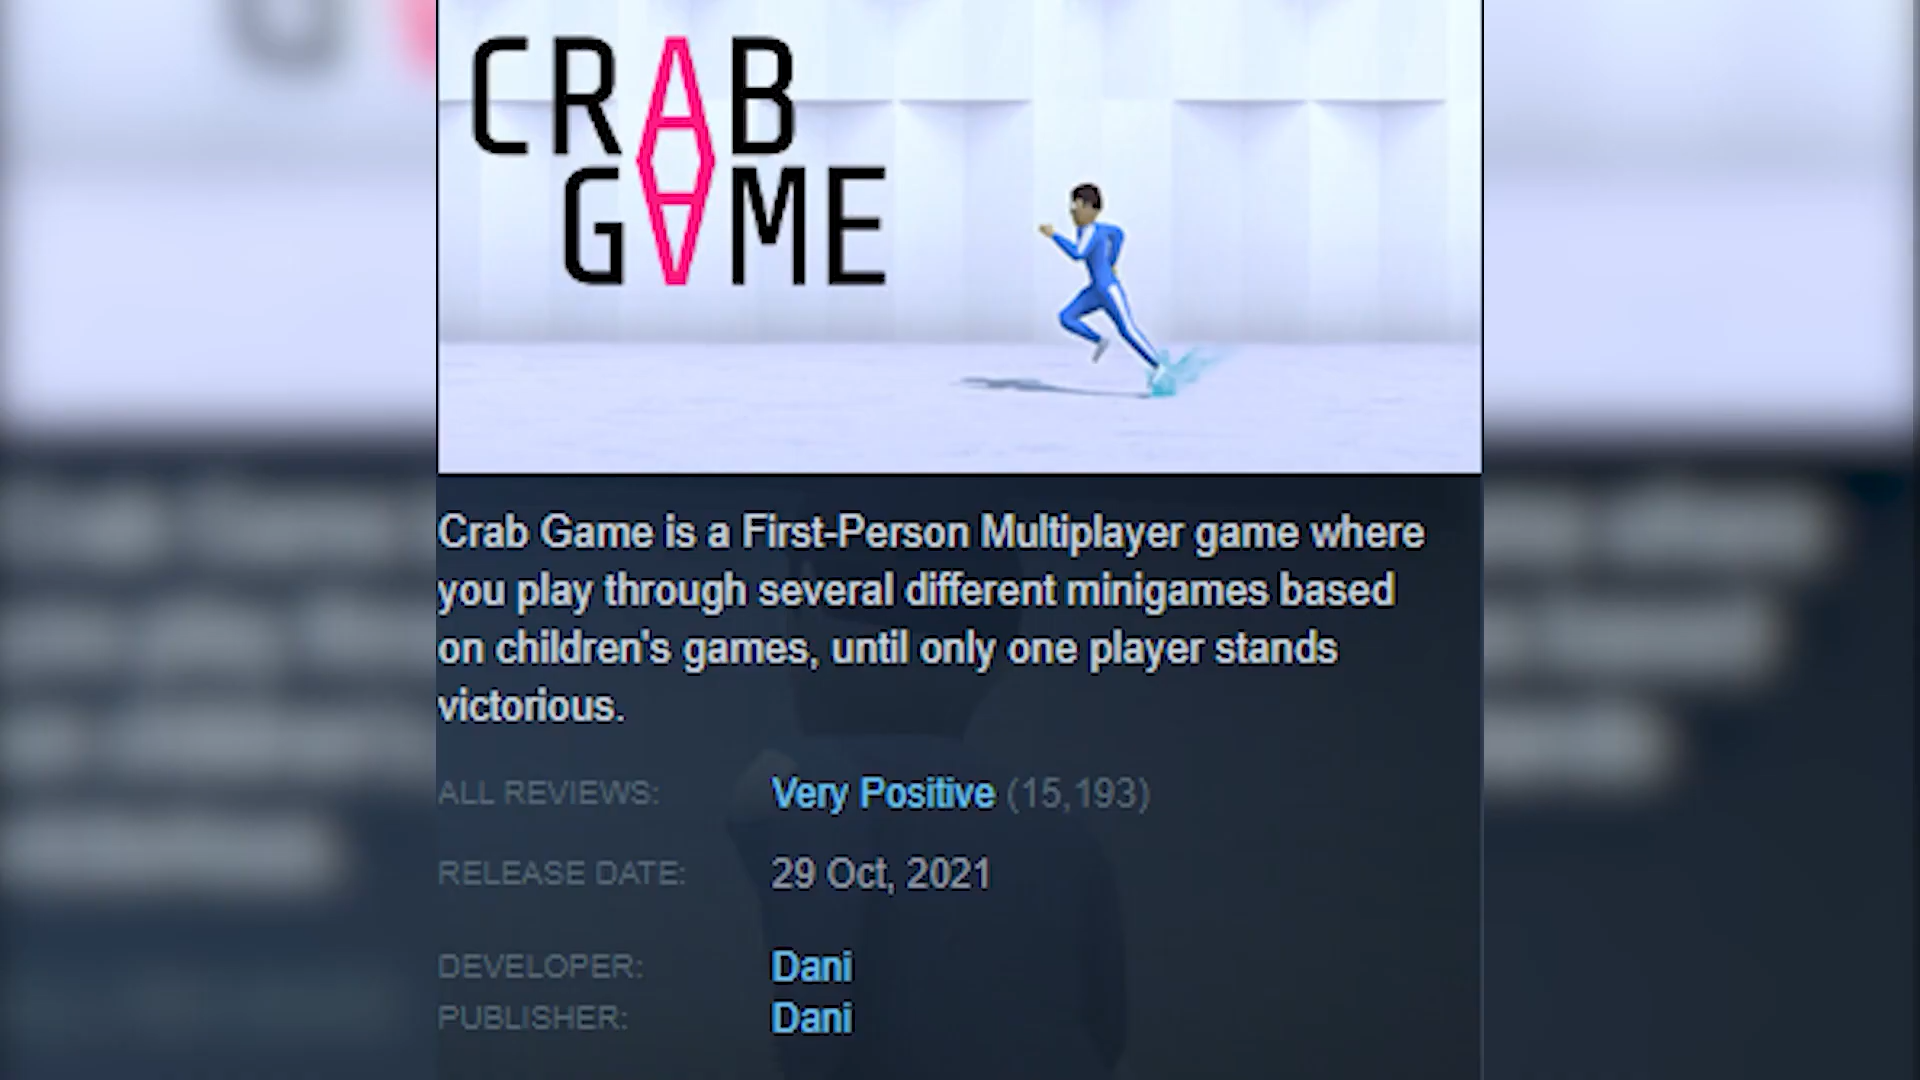 CRAB
GAME
Crab Game is a First-Person Multiplayer game where
you play through several different minigames based
on children's games, until only one player stands
victorious.
ALL REVIEWS: Very Positive (15,193)
RELEASE DATE: 29 Oct, 2021
DEVELOPER: Dani
PUBLISHER: Dani